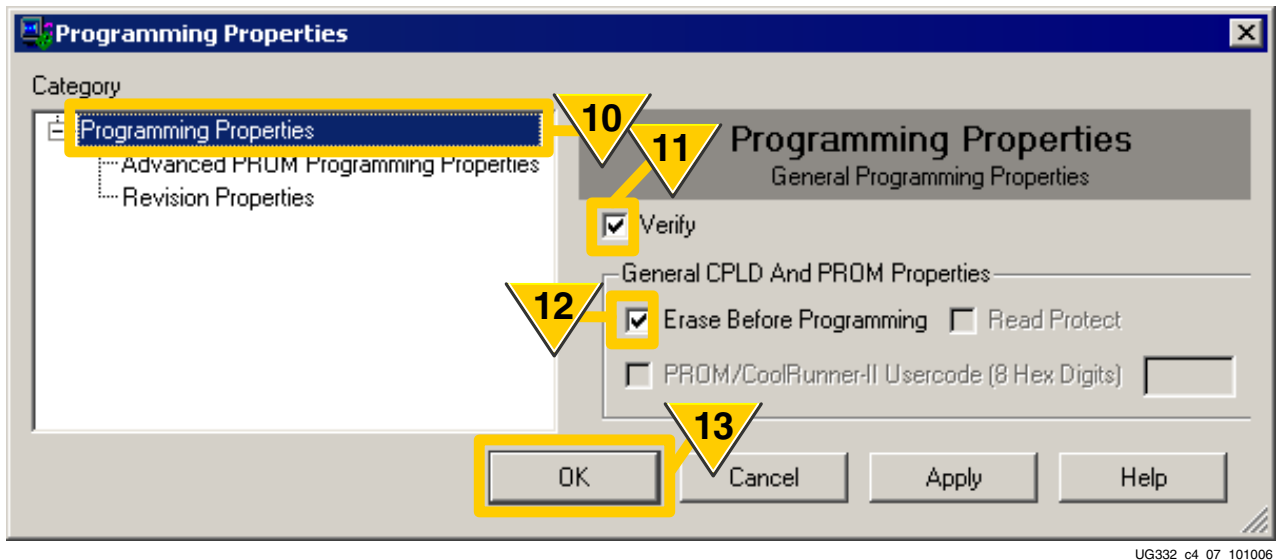 Programming Properties
Category
Programming Properties
Advanced PROM Programming Properties
Revision Properties
10
11
Programming Properties
General Programming Properties
Verify
General CPLD And PROM Properties
12
Erase Before Programming
Read Protect
PROM/CoolRunner-II Usercode (8 Hex Digits)
13
OK
Cancel
Apply
Help
UG332_c4_07_101006